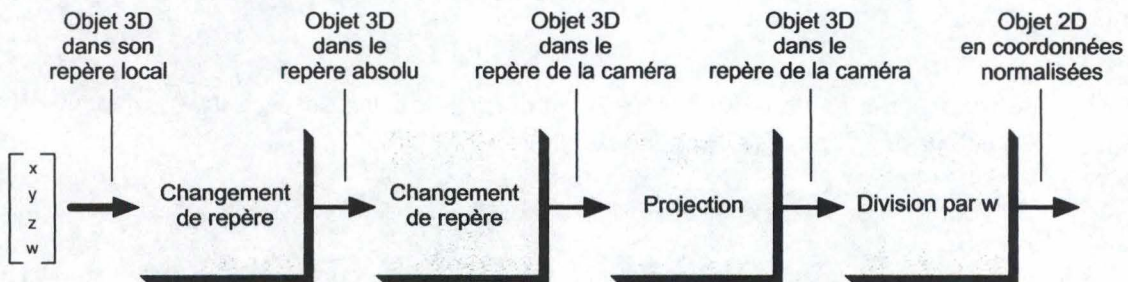 Objet 3D
dans son
repère local
Objet 3D
dans le
repère absolu
Objet 3D
dans le
repère de la caméra
Objet 3D
dans le
repère de la caméra
Objet 2D
en coordonnées
normalisées
x
y
z
w
Changement
de repère
Changement
de repère
Projection
Division par w